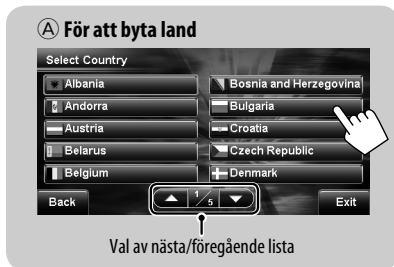 Ⓐ För att byta land
Select Country
Albania
Bosnia and Herzegovina
Andorra
Bulgaria
Austria
Croatia
Belarus
Czech Republic
Belgium
Denmark
Back
1/5
Exit
Val av nästa/föregående lista